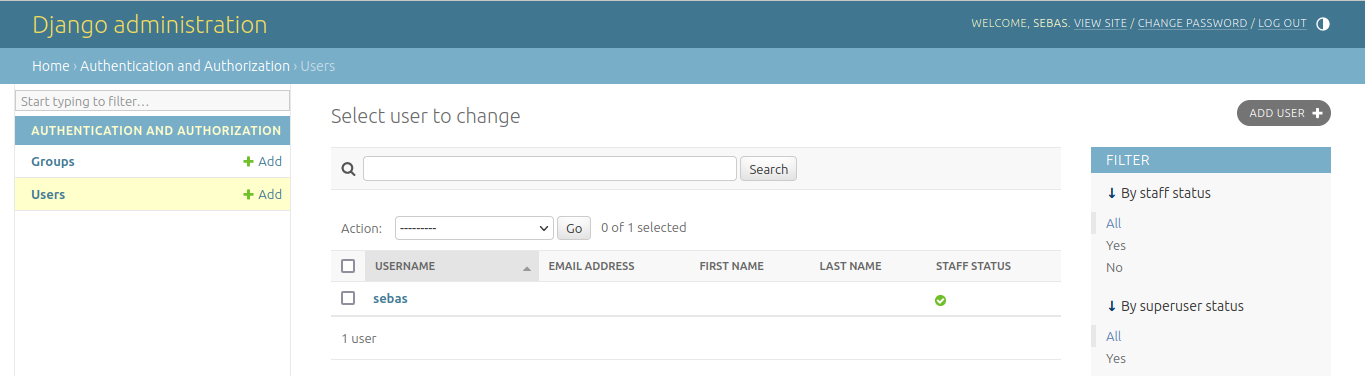 Django administration
WELCOME, SEBAS. VIEW SITE / CHANGE PASSWORD / LOG OUT
Home › Authentication and Authorization › Users
Start typing to filter…
AUTHENTICATION AND AUTHORIZATION
Groups + Add
Users + Add
Select user to change
ADD USER +
Search
Action: --------- Go 0 of 1 selected
USERNAME EMAIL ADDRESS FIRST NAME LAST NAME STAFF STATUS
sebas
1 user
FILTER
↓ By staff status
All
Yes
No
↓ By superuser status
All
Yes